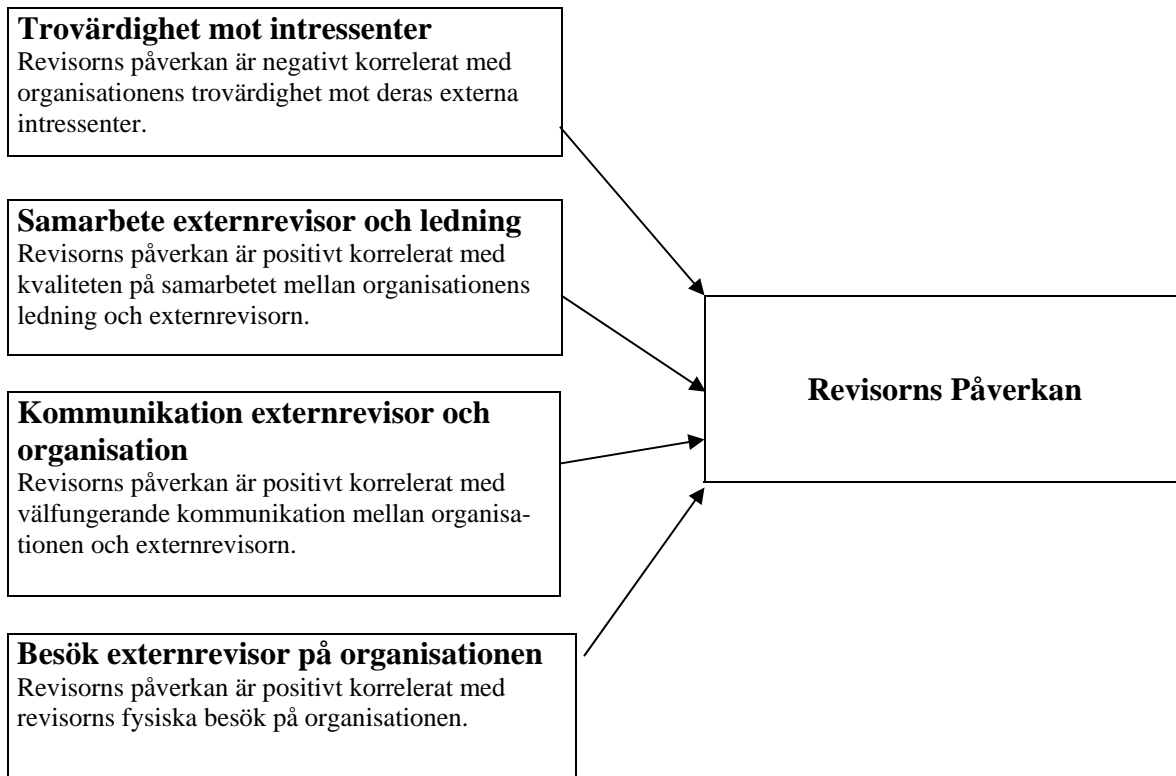 Trovärdighet mot intressenter
Revisorns påverkan är negativt korrelerat med
organisationens trovärdighet mot deras externa
intressenter.
Samarbete externrevisor och ledning
Revisorns påverkan är positivt korrelerat med
kvaliteten på samarbetet mellan organisationens
ledning och externrevisorn.
Kommunikation externrevisor och
organisation
Revisorns påverkan är positivt korrelerat med
välfungerande kommunikation mellan organisa-
tionen och externrevisorn.
Besök externrevisor på organisationen
Revisorns påverkan är positivt korrelerat med
revisorns fysiska besök på organisationen.
Revisorns Påverkan